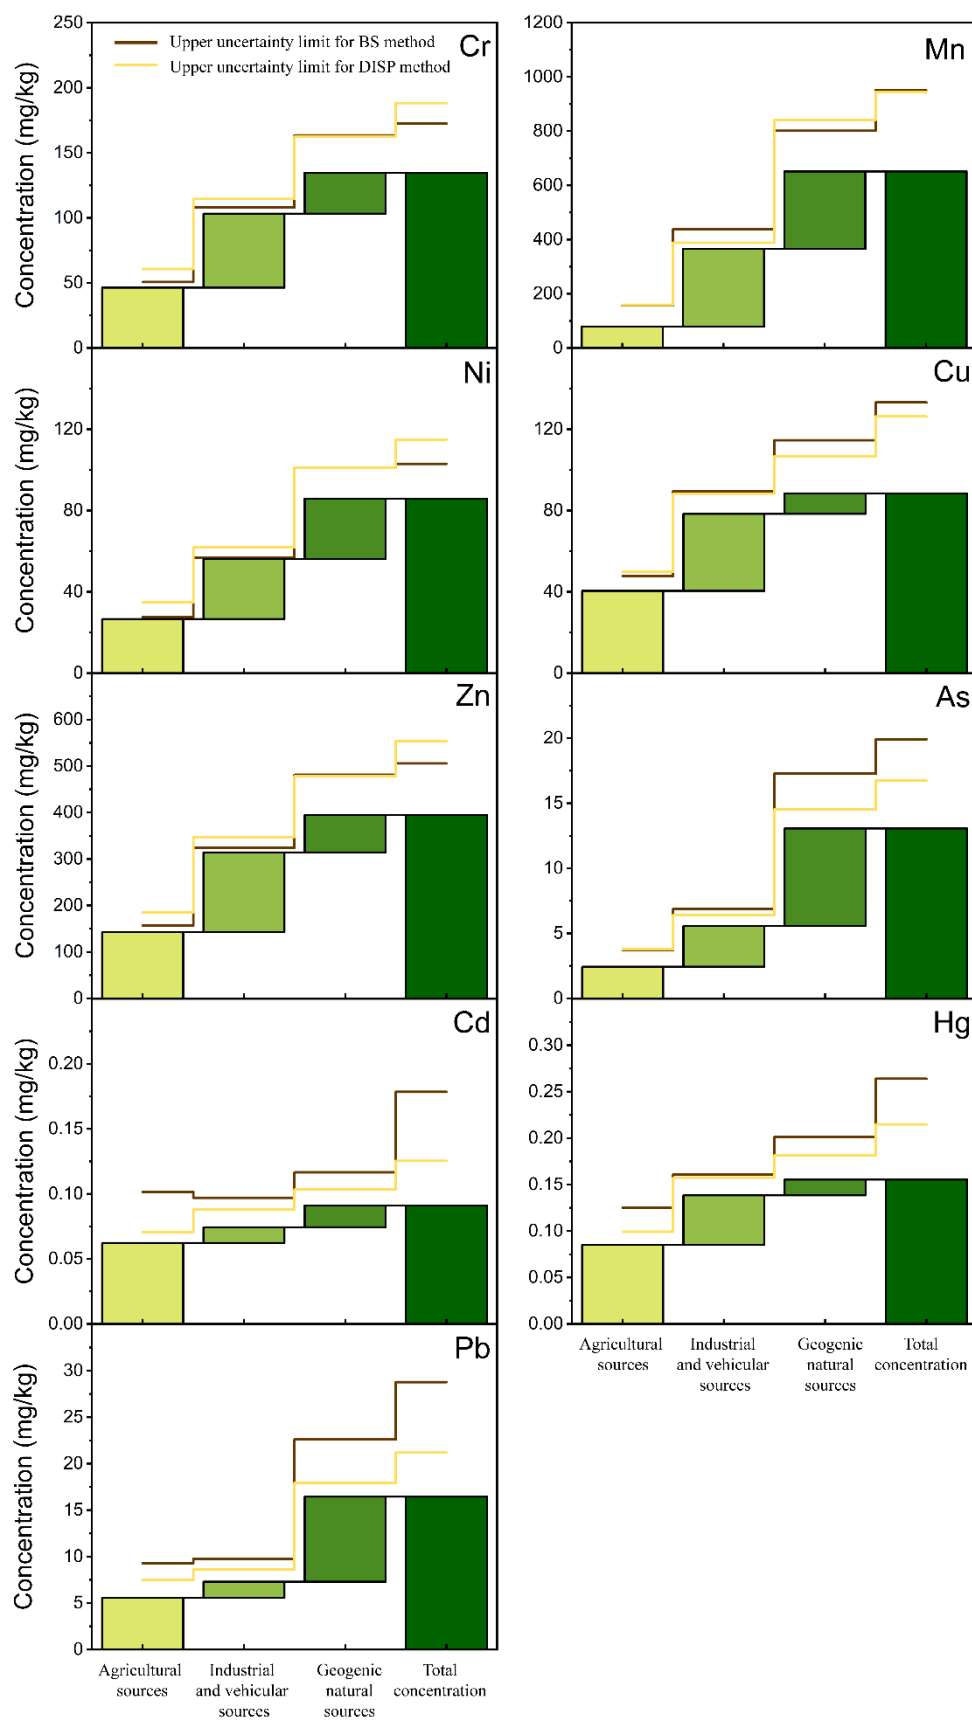 Concentration (mg/kg)
250
200
150
100
50
0
Upper uncertainty limit for BS method
Upper uncertainty limit for DISP method
Cr
1200
1000
800
600
400
200
0
Mn
Concentration (mg/kg)
120
80
40
0
Ni
120
80
40
0
Cu
Concentration (mg/kg)
600
500
400
300
200
100
0
Zn
20
15
10
5
0
As
Concentration (mg/kg)
0.20
0.15
0.10
0.05
0.00
Cd
0.30
0.25
0.20
0.15
0.10
0.05
0.00
Hg
Agricultural
sources
Industrial
and vehicular
sources
Geogenic
natural
sources
Total
concentration
Concentration (mg/kg)
30
25
20
15
10
5
0
Pb
Agricultural
sources
Industrial
and vehicular
sources
Geogenic
natural
sources
Total
concentration